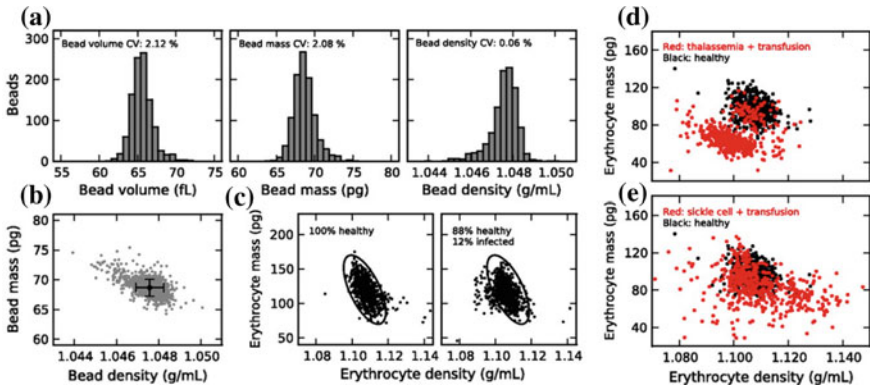 (a)
Bead volume CV: 2.12 %
Bead mass CV: 2.08 %
Bead density CV: 0.06 %
Beads
300
200
100
0
55 60 65 70 75
Bead volume (fL)
60 65 70 75 80
Bead mass (pg)
1.044 1.046 1.048 1.050
Bead density (g/mL)
(b)
Bead mass (pg)
80
75
70
65
60
1.044 1.046 1.048 1.050
Bead density (g/mL)
(c)
100% healthy
88% healthy
12% infected
Erythrocyte mass (pg)
200
150
100
50
1.08 1.10 1.12 1.14
1.08 1.10 1.12 1.14
Erythrocyte density (g/mL)
(d)
Red: thalassemia + transfusion
Black: healthy
Erythrocyte mass (pg)
160
120
80
40
(e)
Red: sickle cell + transfusion
Black: healthy
Erythrocyte mass (pg)
160
120
80
40
1.080 1.100 1.120 1.140
Erythrocyte density (g/mL)